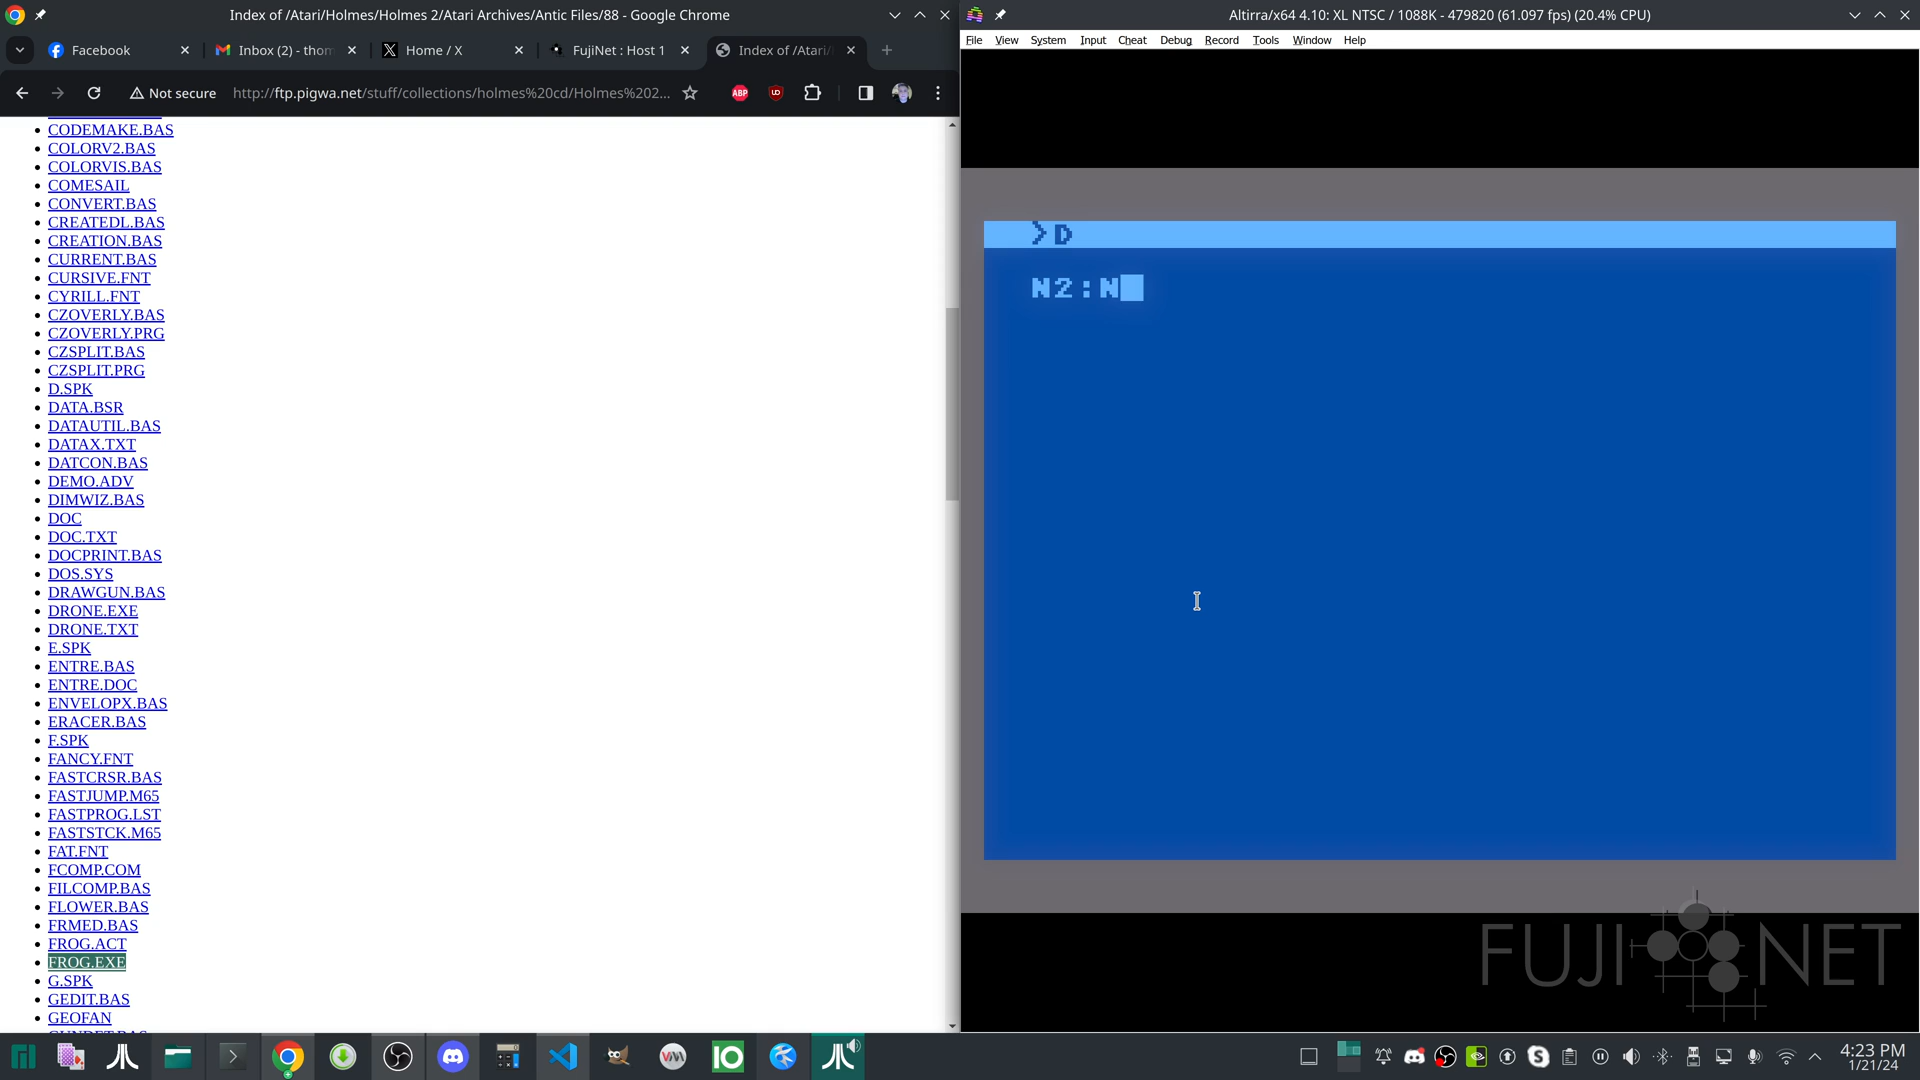 Index of /Atari/Holmes/Holmes 2/Atari Archives/Antic Files/88 - Google Chrome
Facebook
Inbox (2) - thom
Home / X
FujiNet : Host 1
Index of /Atari/
Not secure
http://ftp.pigwa.net/stuff/collections/holmes%20cd/Holmes%202...
ABP
CODEMAKE.BAS
COLORV2.BAS
COLORVIS.BAS
COMESAIL
CONVERT.BAS
CREATEDL.BAS
CREATION.BAS
CURRENT.BAS
CURSIVE.FNT
CYRILL.FNT
CZOVERLY.BAS
CZOVERLY.PRG
CZSPLIT.BAS
CZSPLIT.PRG
D.SPK
DATA.BSR
DATAUTIL.BAS
DATAX.TXT
DATCON.BAS
DEMO.ADV
DIMWIZ.BAS
DOC
DOC.TXT
DOCPRINT.BAS
DOS.SYS
DRAWGUN.BAS
DRONE.EXE
DRONE.TXT
E.SPK
ENTRE.BAS
ENTRE.DOC
ENVELOPX.BAS
ERACER.BAS
F.SPK
FANCY.FNT
FASTCRSR.BAS
FASTJUMP.M65
FASTPROG.LST
FASTSTCK.M65
FAT.FNT
FCOMP.COM
FILCOMP.BAS
FLOWER.BAS
FRMED.BAS
FROG.ACT
FROG.EXE
G.SPK
GEDIT.BAS
GEOFAN
Altirra/x64 4.10: XL NTSC / 1088K - 479820 (61.097 fps) (20.4% CPU)
File View System Input Cheat Debug Record Tools Window Help
>D
N2:N
FUJINET
4:23 PM
1/21/24